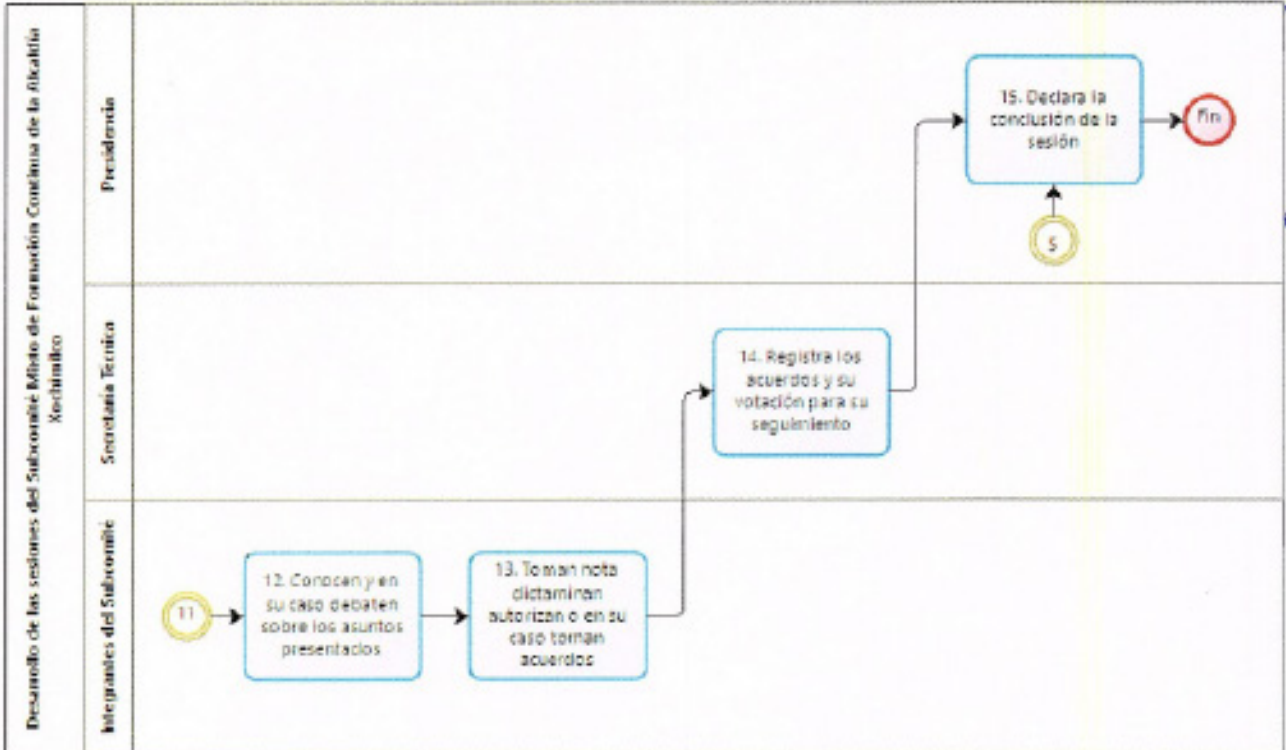 Desarrollo de las sesiones del Subcomité Mixto de Formación Continua de la Alcaldía
Xochimilco
Presidencia
15. Declara la
conclusión de la
sesión
Fin
5
Secretaría Tecnica
14. Registra los
acuerdos y su
votación para su
seguimiento
Integrantes del Subcomité
11
12. Conocen y en
su caso debaten
sobre los asuntos
presentados
13. Toman nota
dictaminan
autorizan o en su
caso toman
acuerdos